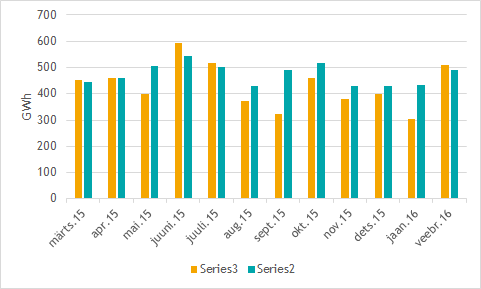 700
600
500
400
300
200
100
0
GWh
märts.15
apr.15
mai.15
juuni.15
juuli.15
aug.15
sept.15
okt.15
nov.15
dets.15
jaan.16
veebr.16
Series3 Series2